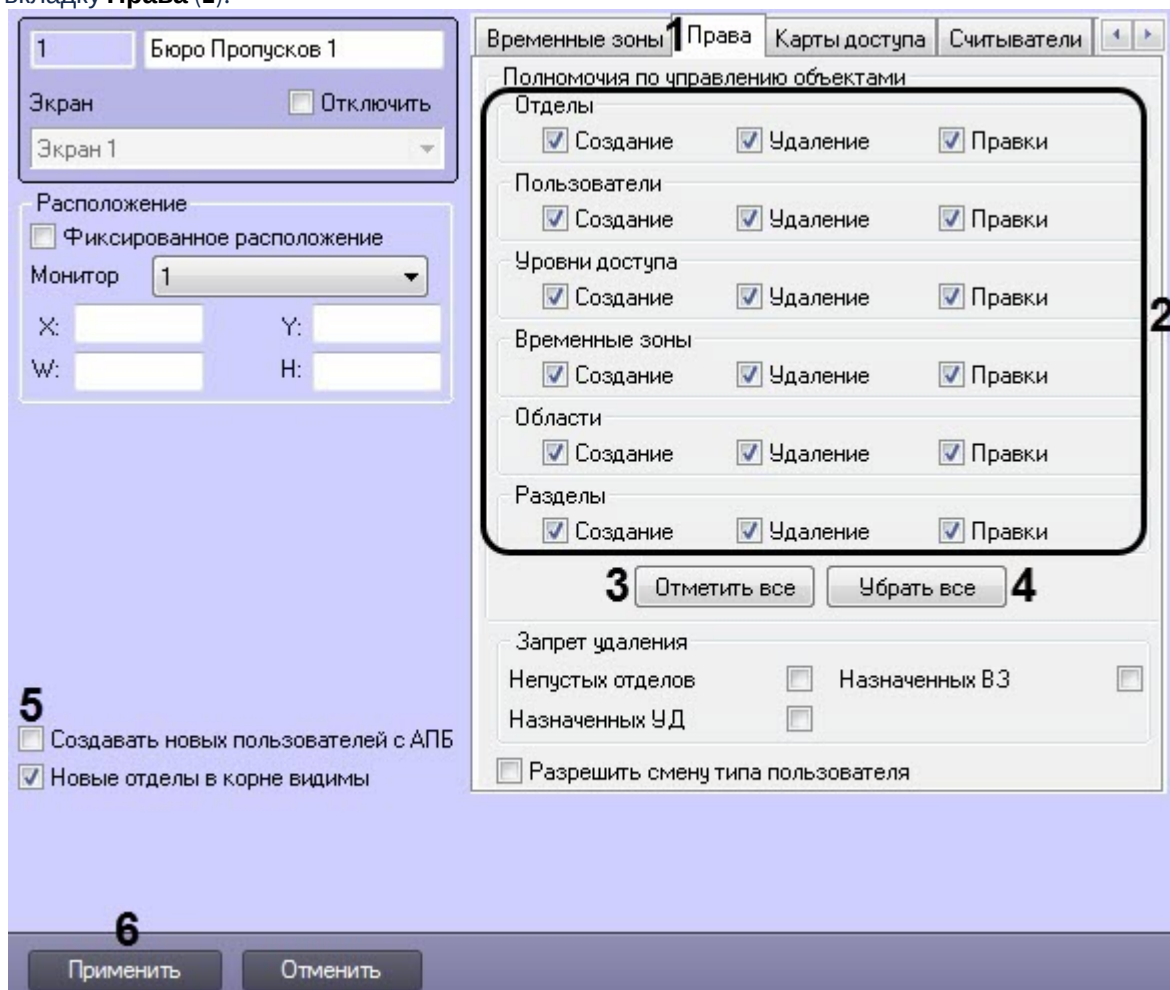 вкладку Права (1).
1 Бюро Пропусков 1
Экран Отключить
Экран 1
Расположение
Фиксированное расположение
Монитор 1
X: Y:
W: H:
5
Создавать новых пользователей с АПБ
Новые отделы в корне видимы
Временные зоны 1 Права Карты доступа Считыватели
Полномочия по управлению объектами
Отделы
Создание Удаление Правки
Пользователи
Создание Удаление Правки
Уровни доступа
Создание Удаление Правки
2
Временные зоны
Создание Удаление Правки
Области
Создание Удаление Правки
Разделы
Создание Удаление Правки
3 Отметить все Убрать все 4
Запрет удаления
Непустых отделов Назначенных ВЗ
Назначенных УД
Разрешить смену типа пользователя
6
Применить Отменить